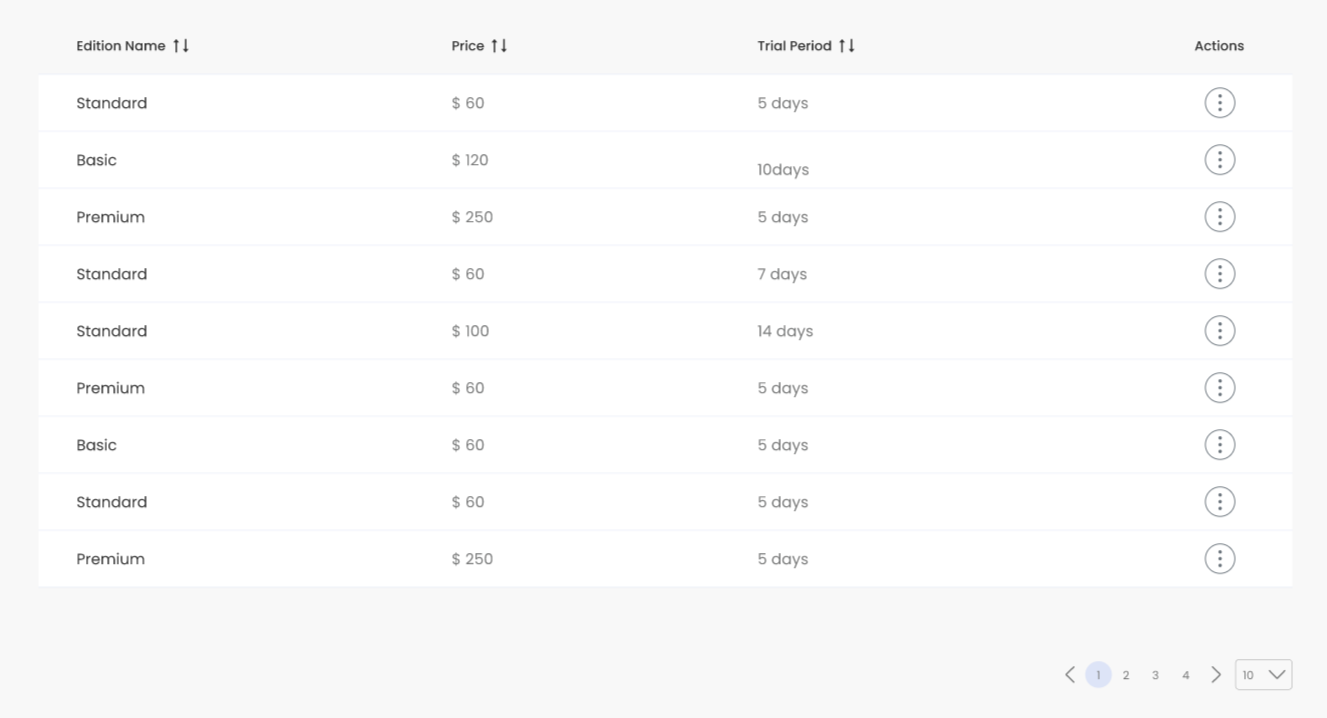 Edition Name ↑↓ Price ↑↓ Trial Period ↑↓ Actions
Standard $ 60 5 days
Basic $ 120 10days
Premium $ 250 5 days
Standard $ 60 7 days
Standard $ 100 14 days
Premium $ 60 5 days
Basic $ 60 5 days
Standard $ 60 5 days
Premium $ 250 5 days
1 2 3 4 10